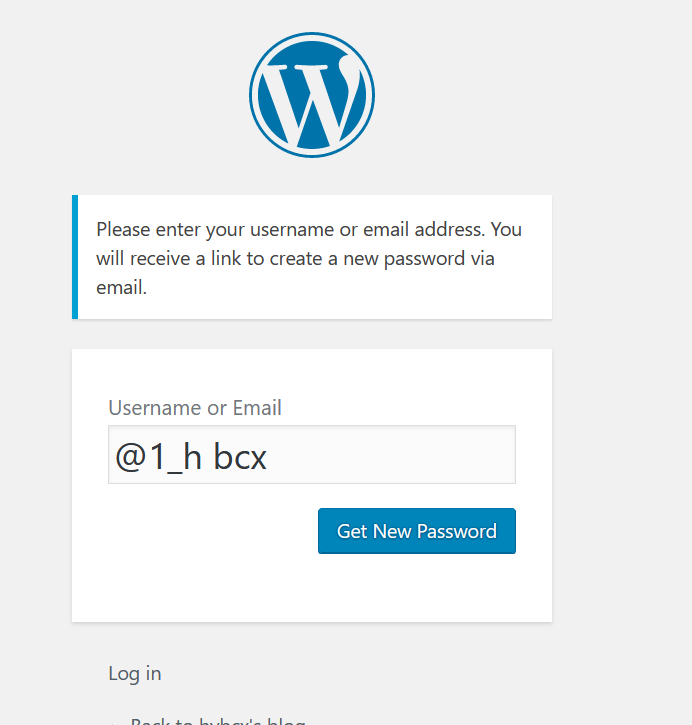 Please enter your username or email address. You
will receive a link to create a new password via
email.
Username or Email
@1_h bcx
Get New Password
Log in
← Back to hybcx's blog